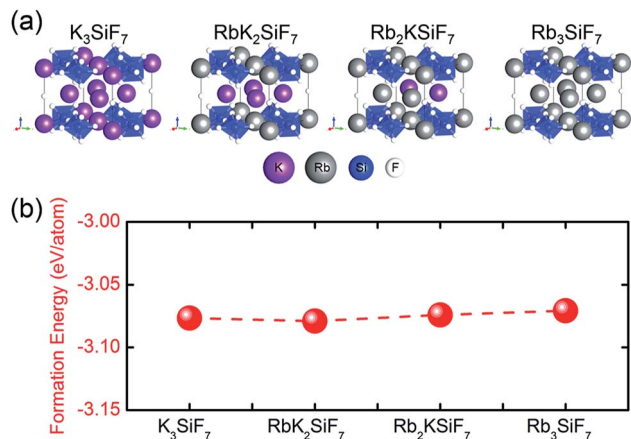 (a)
K₃SiF₇ RbK₂SiF₇ Rb₂KSiF₇ Rb₃SiF₇
K Rb Si F
(b)
Formation Energy (eV/atom)
-3.00
-3.05
-3.10
-3.15
K₃SiF₇ RbK₂SiF₇ Rb₂KSiF₇ Rb₃SiF₇